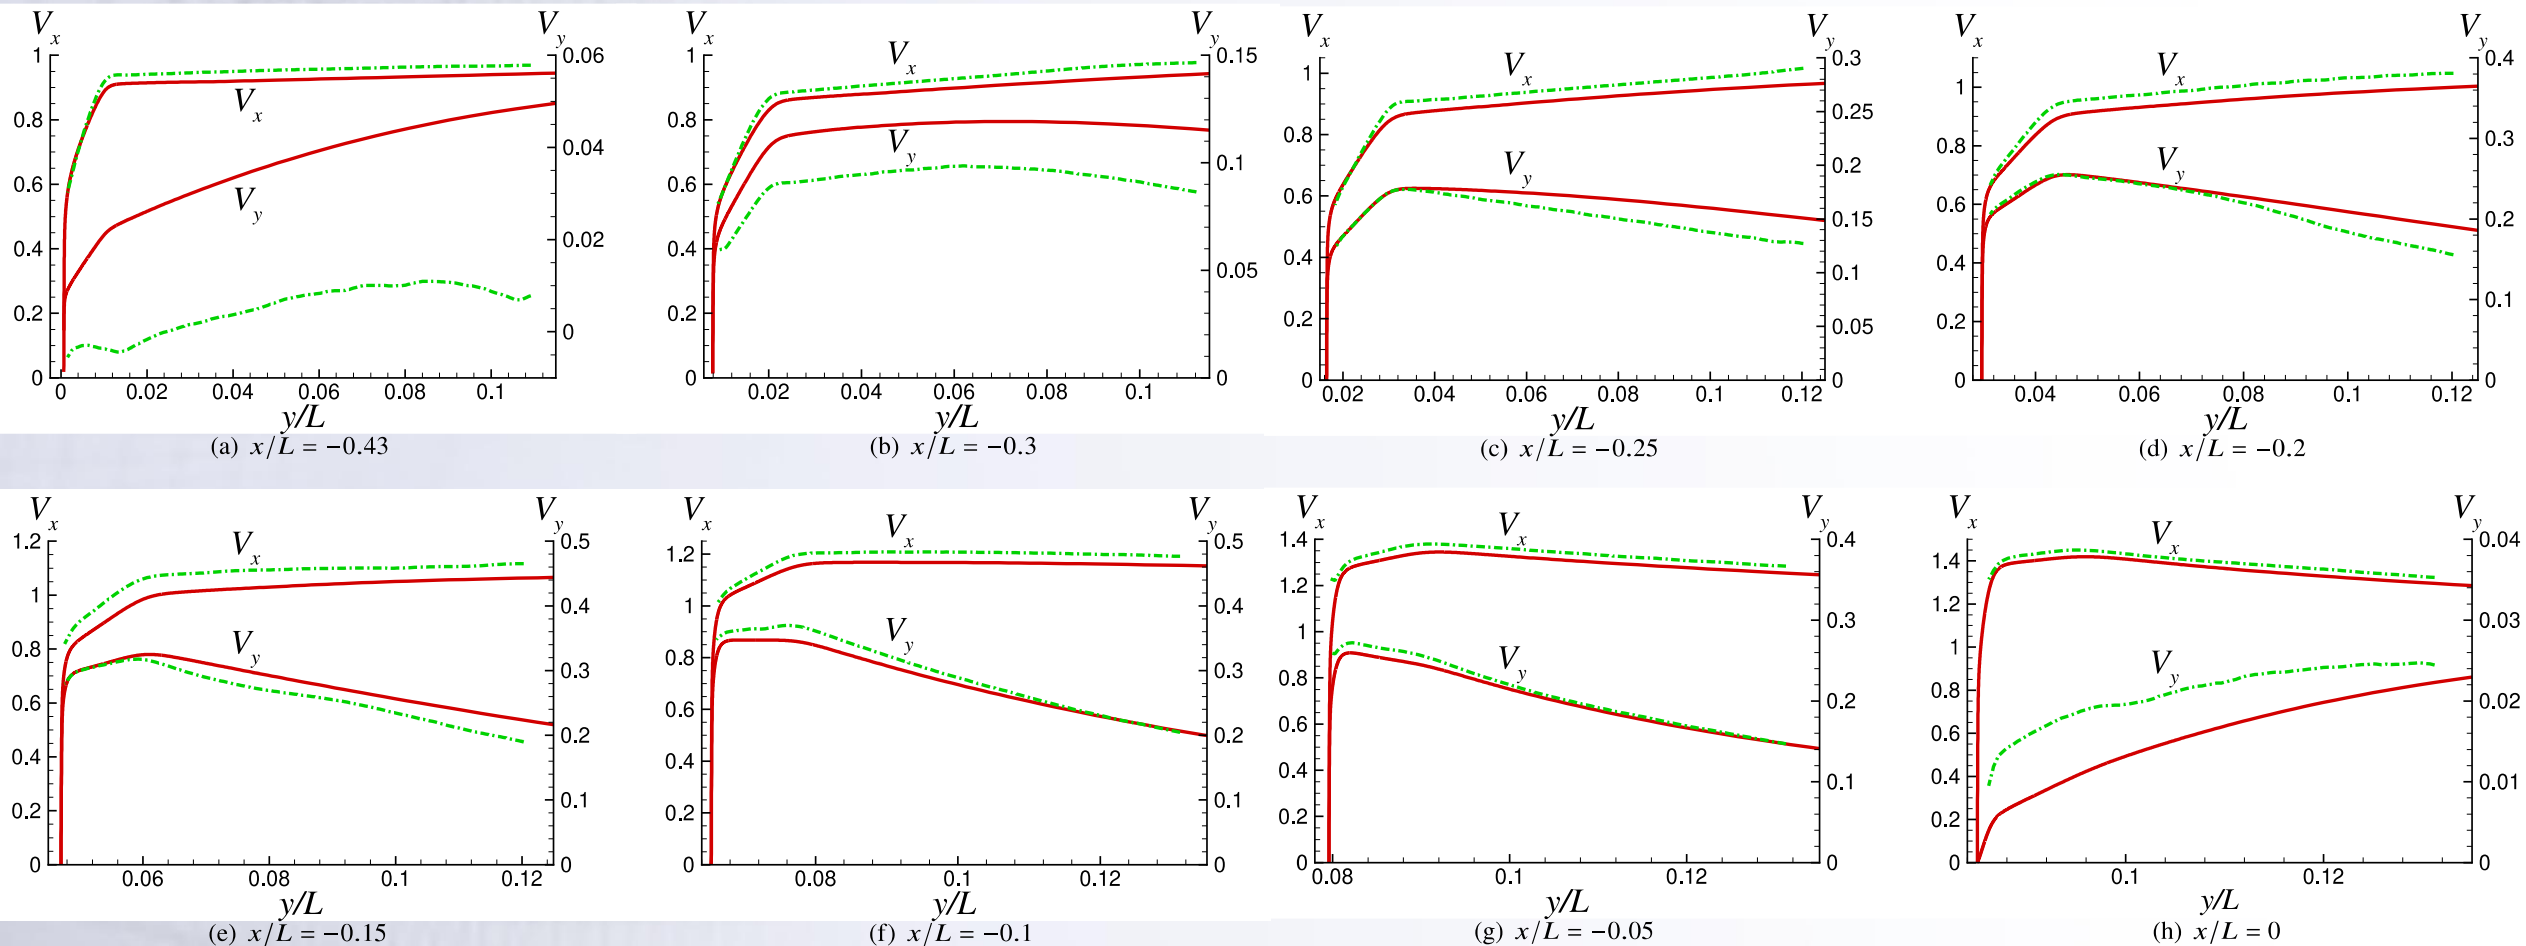 V_x V_y V_x V_y V_x V_y V_x V_y
1 0.06 1 0.15 1 0.3 1 0.4
V_x V_x V_x V_x
0.8 0.25 0.8
V_x 0.8 V_y 0.8 V_y 0.3
0.04 0.1 0.2
0.6 V_y 0.6 0.6 V_y 0.15 0.6
0.4 0.02 0.4 0.05 0.4 0.1 0.4 0.2
0.2 0 0.2 0.2 0.05 0.2 0.1
0 0 0 0 0 0
0 0.02 0.04 0.06 0.08 0.1 0.02 0.04 0.06 0.08 0.1 0.02 0.04 0.06 0.08 0.1 0.12 0.04 0.06 0.08 0.1 0.12
y/L y/L y/L y/L
(a) x/L = −0.43 (b) x/L = −0.3 (c) x/L = −0.25 (d) x/L = −0.2
V_x V_y V_x V_y V_x V_y V_x V_y
1.2 0.5 1.2 0.5 1.4 0.4 1.4 0.04
V_x V_x V_x V_x
1 0.4 1 0.4 1.2 0.3 1.2 0.03
0.8 V_y 0.3 0.8 V_y 0.3 1 V_y 1 V_y
0.6 0.2 0.6 0.2 0.8 0.2 0.8 0.02
0.4 0.4 0.6 0.6
0.2 0.1 0.2 0.1 0.4 0.1 0.4 0.01
0.2 0.2
0 0 0 0 0 0 0 0
0.06 0.08 0.1 0.12 0.08 0.1 0.12 0.08 0.1 0.12 0.1 0.12
y/L y/L y/L y/L
(e) x/L = −0.15 (f) x/L = −0.1 (g) x/L = −0.05 (h) x/L = 0